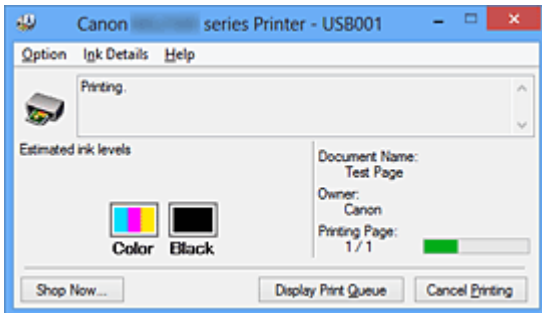 Canon series Printer - USB001
Option Ink Details Help
Printing.
Estimated ink levels
Document Name:
Test Page
Owner:
Canon
Printing Page:
1 / 1
Color Black
Shop Now... Display Print Queue Cancel Printing